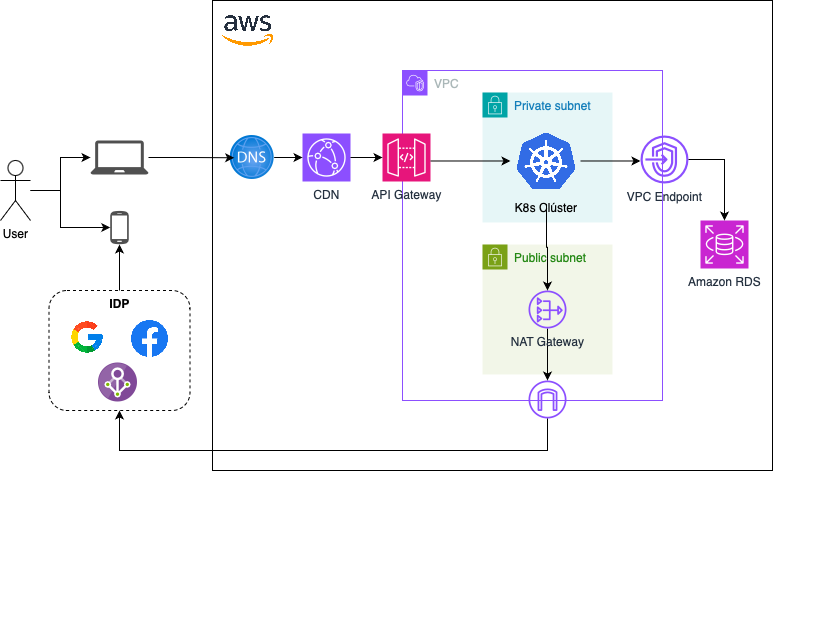 aws
VPC
Private subnet
DNS
CDN
API Gateway
K8s Clúster
VPC Endpoint
User
Public subnet
Amazon RDS
IDP
NAT Gateway